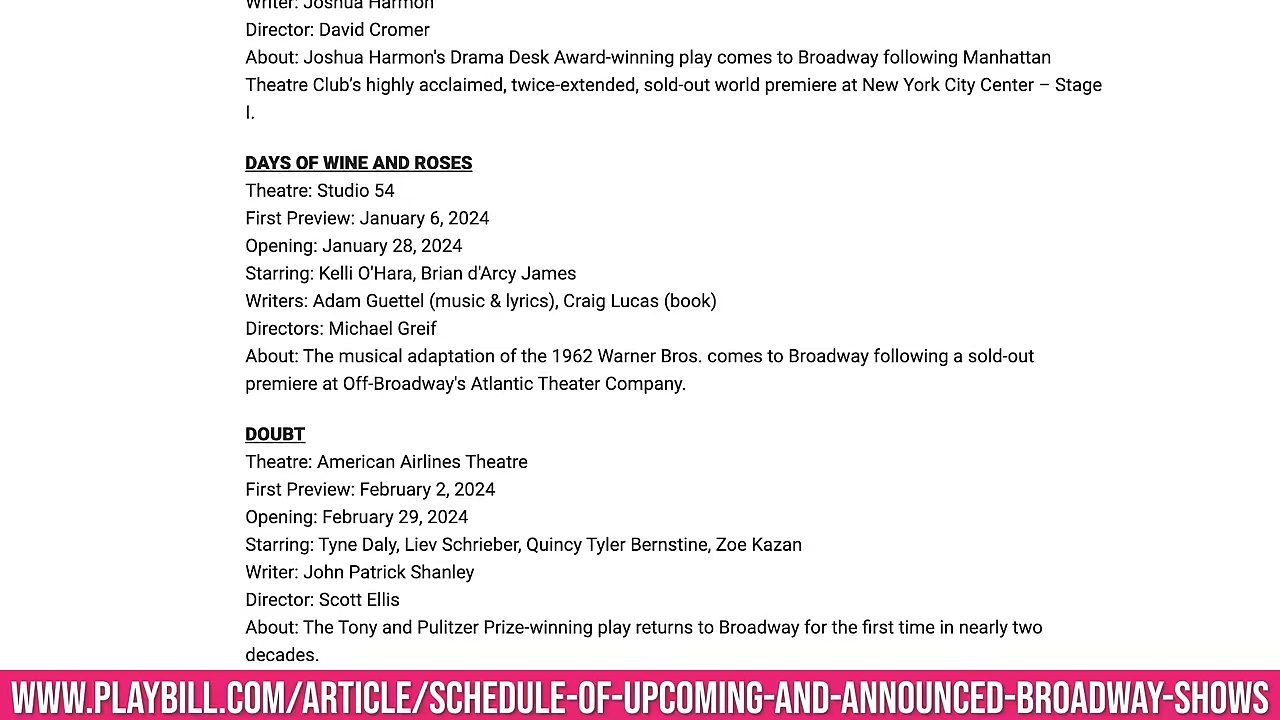 Writer: Joshua Harmon
Director: David Cromer
About: Joshua Harmon's Drama Desk Award-winning play comes to Broadway following Manhattan
Theatre Club’s highly acclaimed, twice-extended, sold-out world premiere at New York City Center – Stage
I.
DAYS OF WINE AND ROSES
Theatre: Studio 54
First Preview: January 6, 2024
Opening: January 28, 2024
Starring: Kelli O'Hara, Brian d'Arcy James
Writers: Adam Guettel (music & lyrics), Craig Lucas (book)
Directors: Michael Greif
About: The musical adaptation of the 1962 Warner Bros. comes to Broadway following a sold-out
premiere at Off-Broadway's Atlantic Theater Company.
DOUBT
Theatre: American Airlines Theatre
First Preview: February 2, 2024
Opening: February 29, 2024
Starring: Tyne Daly, Liev Schrieber, Quincy Tyler Bernstine, Zoe Kazan
Writer: John Patrick Shanley
Director: Scott Ellis
About: The Tony and Pulitzer Prize-winning play returns to Broadway for the first time in nearly two
decades.
WWW.PLAYBILL.COM/ARTICLE/SCHEDULE-OF-UPCOMING-AND-ANNOUNCED-BROADWAY-SHOWS